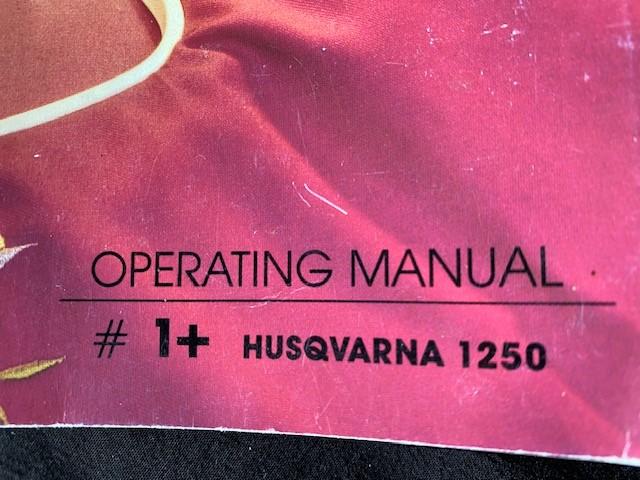 OPERATING MANUAL
# 1+ HUSQVARNA 1250